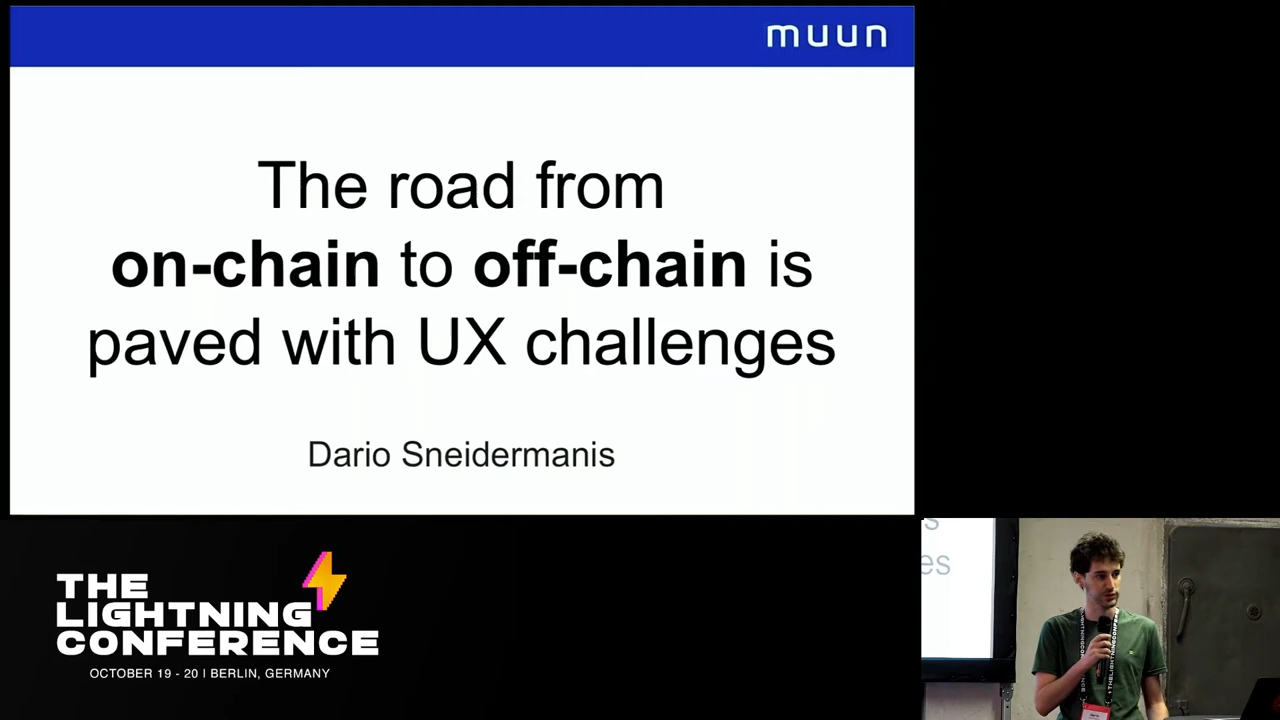 muun
The road from
on-chain to off-chain is
paved with UX challenges
Dario Sneidermanis
THE
LIGHTNING
CONFERENCE
OCTOBER 19 - 20 | BERLIN, GERMANY
s
es